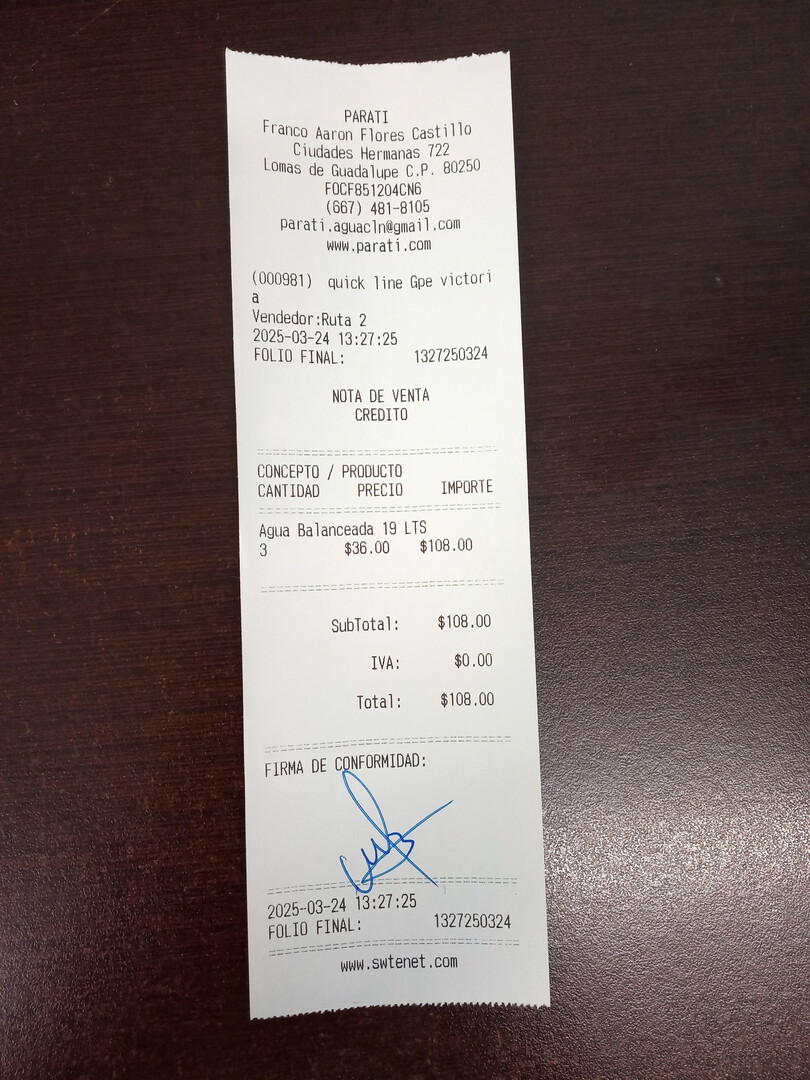 PARATI
Franco Aaron Flores Castillo
Ciudades Hermanas 722
Lomas de Guadalupe C.P. 80250
FOCF851204CN6
(667) 481-8105
parati.aguacln@gmail.com
www.parati.com
(000981) quick line Gpe victori
a
Vendedor:Ruta 2
2025-03-24 13:27:25
FOLIO FINAL: 1327250324
NOTA DE VENTA
CREDITO
CONCEPTO / PRODUCTO
CANTIDAD PRECIO IMPORTE
Agua Balanceada 19 LTS
3 $36.00 $108.00
SubTotal: $108.00
IVA: $0.00
Total: $108.00
FIRMA DE CONFORMIDAD:
2025-03-24 13:27:25
FOLIO FINAL: 1327250324
www.swtenet.com